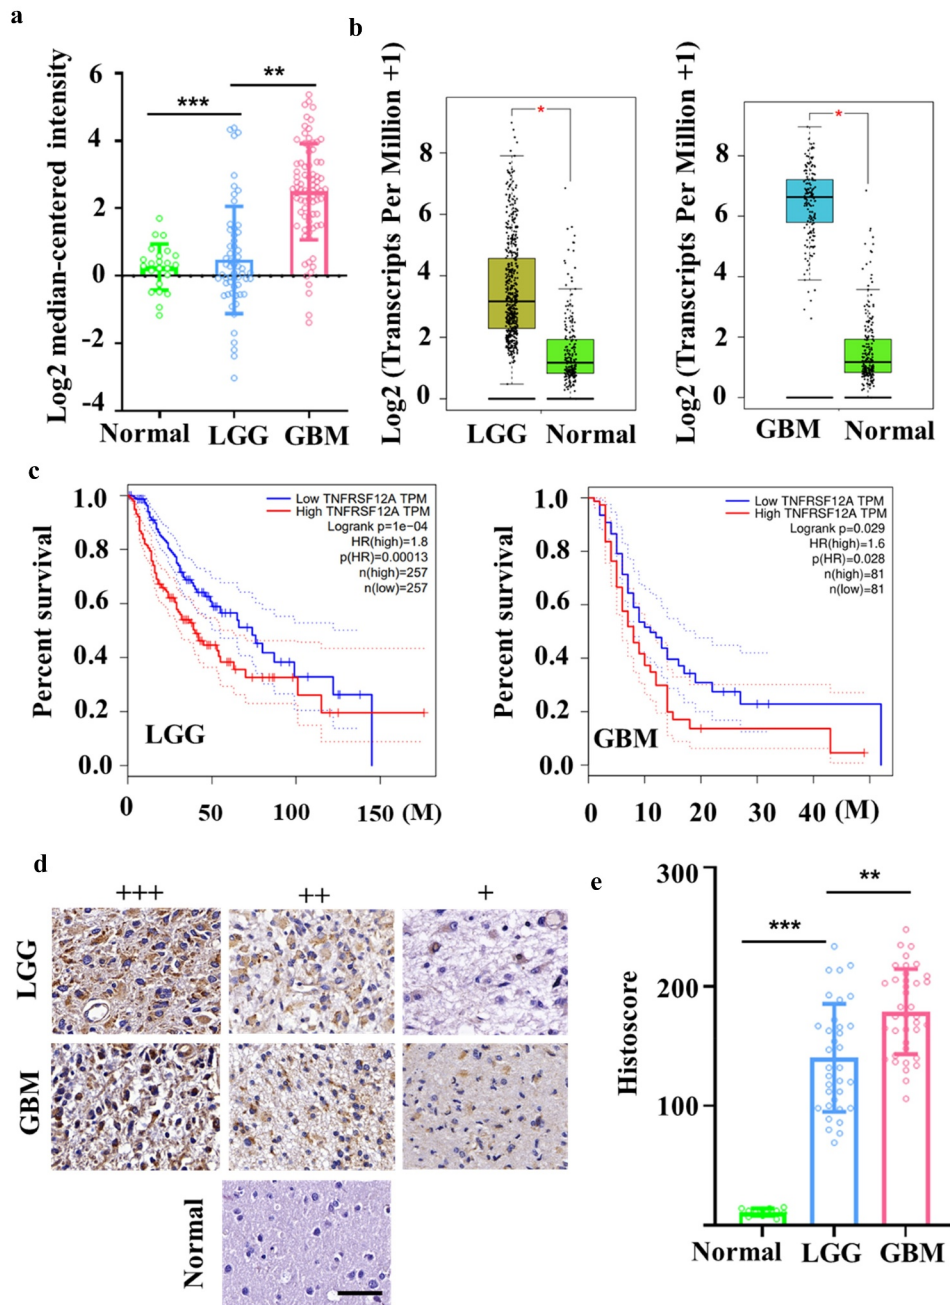 a
Log2 median-centered intensity
6
4
2
0
-2
-4
***
**
Normal LGG GBM
b
Log2 (Transcripts Per Million +1)
8
6
4
2
0
*
LGG Normal
Log2 (Transcripts Per Million +1)
8
6
4
2
0
*
GBM Normal
c
Percent survival
1.0
0.8
0.6
0.4
0.2
0.0
Low TNFRSF12A TPM
High TNFRSF12A TPM
Logrank p=1e-04
HR(high)=1.8
p(HR)=0.00013
n(high)=257
n(low)=257
LGG
0 50 100 150 (M)
Percent survival
1.0
0.8
0.6
0.4
0.2
0.0
Low TNFRSF12A TPM
High TNFRSF12A TPM
Logrank p=0.029
HR(high)=1.6
p(HR)=0.028
n(high)=81
n(low)=81
GBM
0 10 20 30 40 (M)
d
+++ ++ +
LGG
GBM
Normal
e
Histoscore
300
200
100
***
**
Normal LGG GBM